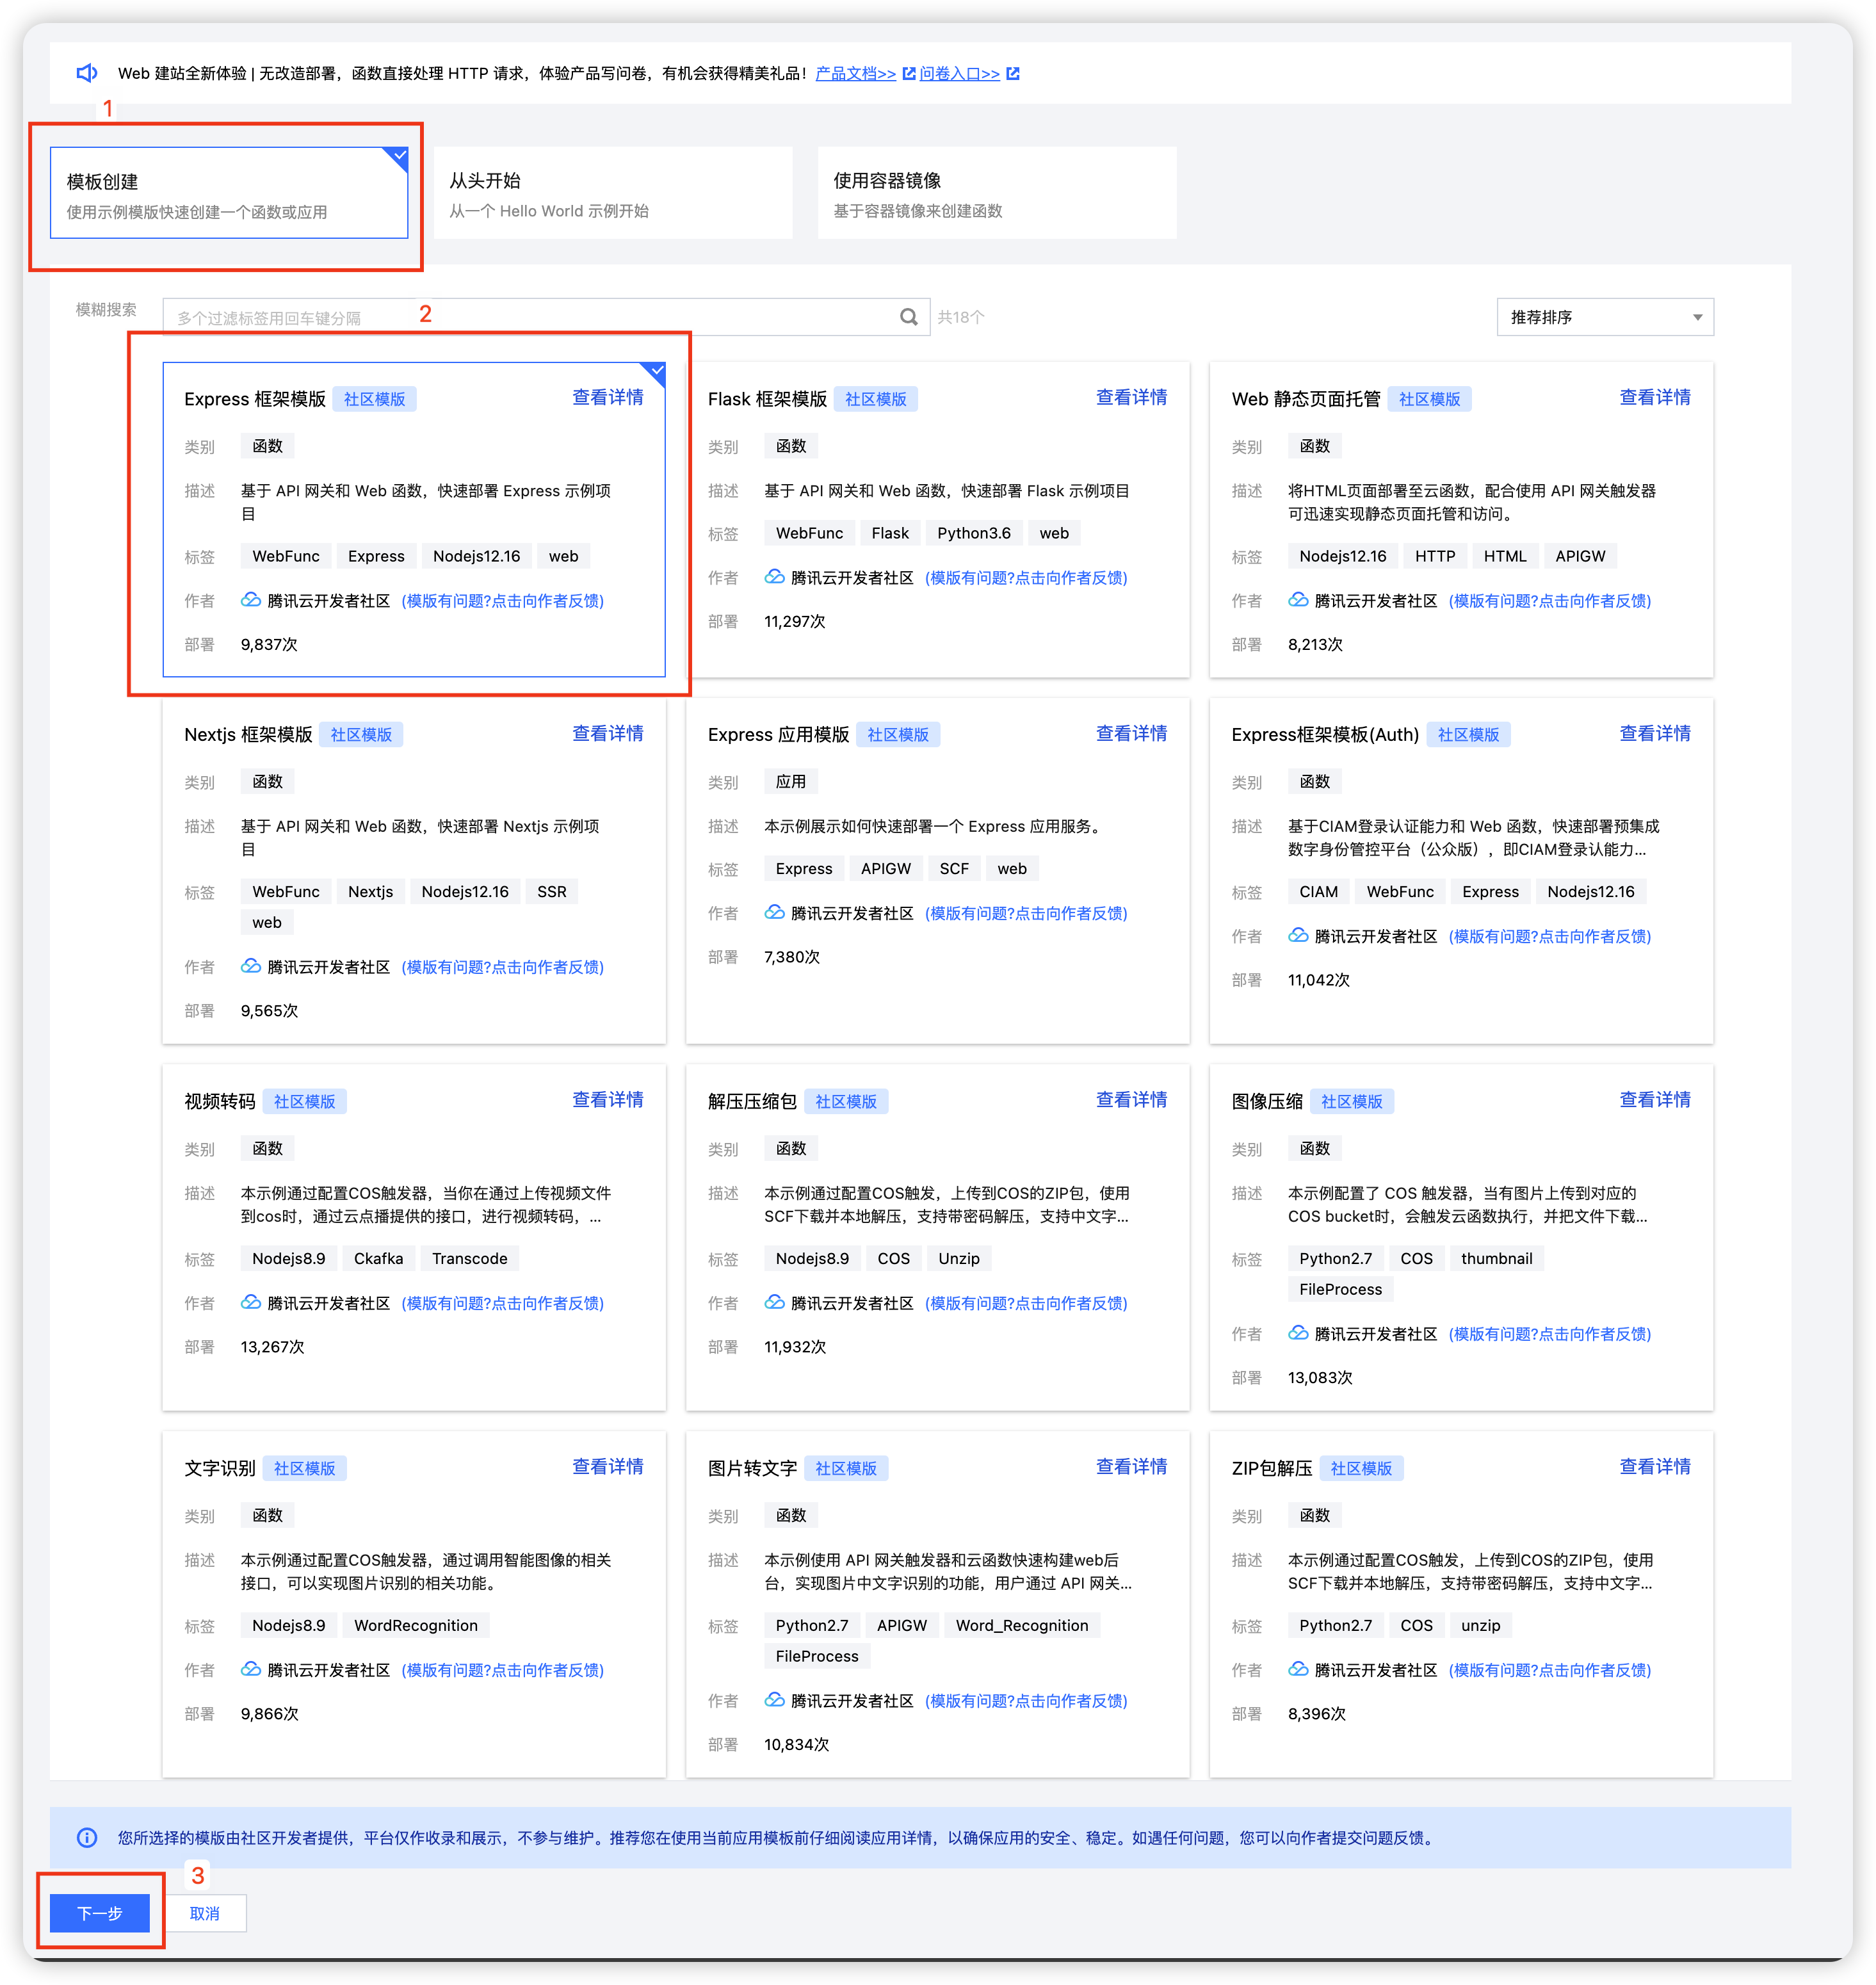 Web 建站全新体验 | 无改造部署，函数直接处理 HTTP 请求，体验产品写问卷，有机会获得精美礼品！ 产品文档>> 问卷入口>>
1
模板创建
使用示例模版快速创建一个函数或应用
从头开始
从一个 Hello World 示例开始
使用容器镜像
基于容器镜像来创建函数
模糊搜索
多个过滤标签用回车键分隔
2
共18个
推荐排序
Express 框架模版 社区模版 查看详情
类别 函数
描述 基于 API 网关和 Web 函数，快速部署 Express 示例项
目
标签 WebFunc Express Nodejs12.16 web
作者 腾讯云开发者社区 (模版有问题?点击向作者反馈)
部署 9,837次
Flask 框架模版 社区模版 查看详情
类别 函数
描述 基于 API 网关和 Web 函数，快速部署 Flask 示例项目
标签 WebFunc Flask Python3.6 web
作者 腾讯云开发者社区 (模版有问题?点击向作者反馈)
部署 11,297次
Web 静态页面托管 社区模版 查看详情
类别 函数
描述 将HTML页面部署至云函数，配合使用 API 网关触发器
可迅速实现静态页面托管和访问。
标签 Nodejs12.16 HTTP HTML APIGW
作者 腾讯云开发者社区 (模版有问题?点击向作者反馈)
部署 8,213次
Nextjs 框架模版 社区模版 查看详情
类别 函数
描述 基于 API 网关和 Web 函数，快速部署 Nextjs 示例项
目
标签 WebFunc Nextjs Nodejs12.16 SSR
web
作者 腾讯云开发者社区 (模版有问题?点击向作者反馈)
部署 9,565次
Express 应用模版 社区模版 查看详情
类别 应用
描述 本示例展示如何快速部署一个 Express 应用服务。
标签 Express APIGW SCF web
作者 腾讯云开发者社区 (模版有问题?点击向作者反馈)
部署 7,380次
Express框架模板(Auth) 社区模版 查看详情
类别 函数
描述 基于CIAM登录认证能力和 Web 函数，快速部署预集成
数字身份管控平台（公众版），即CIAM登录认能力...
标签 CIAM WebFunc Express Nodejs12.16
作者 腾讯云开发者社区 (模版有问题?点击向作者反馈)
部署 11,042次
视频转码 社区模版 查看详情
类别 函数
描述 本示例通过配置COS触发器，当你在通过上传视频文件
到cos时，通过云点播提供的接口，进行视频转码，...
标签 Nodejs8.9 Ckafka Transcode
作者 腾讯云开发者社区 (模版有问题?点击向作者反馈)
部署 13,267次
解压压缩包 社区模版 查看详情
类别 函数
描述 本示例通过配置COS触发，上传到COS的ZIP包，使用
SCF下载并本地解压，支持带密码解压，支持中文字...
标签 Nodejs8.9 COS Unzip
作者 腾讯云开发者社区 (模版有问题?点击向作者反馈)
部署 11,932次
图像压缩 社区模版 查看详情
类别 函数
描述 本示例配置了 COS 触发器，当有图片上传到对应的
COS bucket时，会触发云函数执行，并把文件下载...
标签 Python2.7 COS thumbnail
FileProcess
作者 腾讯云开发者社区 (模版有问题?点击向作者反馈)
部署 13,083次
文字识别 社区模版 查看详情
类别 函数
描述 本示例通过配置COS触发器，通过调用智能图像的相关
接口，可以实现图片识别的相关功能。
标签 Nodejs8.9 WordRecognition
作者 腾讯云开发者社区 (模版有问题?点击向作者反馈)
部署 9,866次
图片转文字 社区模版 查看详情
类别 函数
描述 本示例使用 API 网关触发器和云函数快速构建web后
台，实现图片中文字识别的功能，用户通过 API 网关...
标签 Python2.7 APIGW Word_Recognition
FileProcess
作者 腾讯云开发者社区 (模版有问题?点击向作者反馈)
部署 10,834次
ZIP包解压 社区模版 查看详情
类别 函数
描述 本示例通过配置COS触发，上传到COS的ZIP包，使用
SCF下载并本地解压，支持带密码解压，支持中文字...
标签 Python2.7 COS unzip
作者 腾讯云开发者社区 (模版有问题?点击向作者反馈)
部署 8,396次
您所选择的模版由社区开发者提供，平台仅作收录和展示，不参与维护。推荐您在使用当前应用模板前仔细阅读应用详情，以确保应用的安全、稳定。如遇任何问题，您可以向作者提交问题反馈。
3
下一步 取消